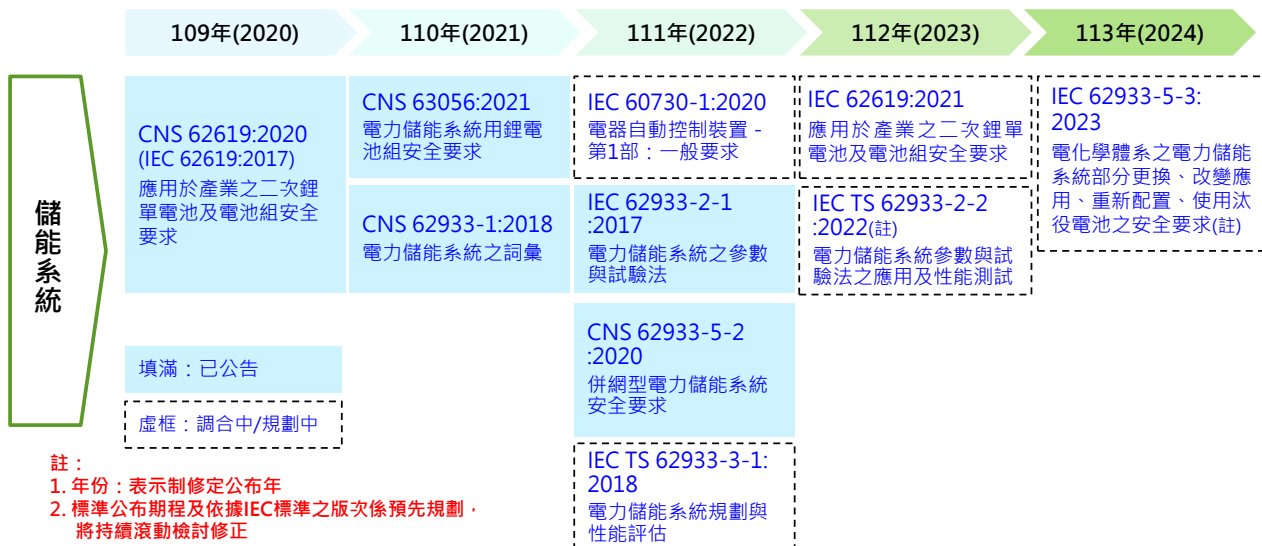 109年(2020)
110年(2021)
111年(2022)
112年(2023)
113年(2024)
儲能系統
CNS 62619:2020
(IEC 62619:2017)
應用於產業之二次鋰
單電池及電池組安全
要求
CNS 63056:2021
電力儲能系統用鋰電
池組安全要求
CNS 62933-1:2018
電力儲能系統之詞彙
IEC 60730-1:2020
電器自動控制裝置 -
第1部：一般要求
IEC 62933-2-1
:2017
電力儲能系統之參數
與試驗法
CNS 62933-5-2
:2020
併網型電力儲能系統
安全要求
IEC TS 62933-3-1:
2018
電力儲能系統規劃與
性能評估
IEC 62619:2021
應用於產業之二次鋰單
電池及電池組安全要求
IEC TS 62933-2-2
:2022(註)
電力儲能系統參數與試
驗法之應用及性能測試
IEC 62933-5-3:
2023
電化學體系之電力儲能
系統部分更換、改變應
用、重新配置、使用汰
役電池之安全要求(註)
填滿：已公告
虛框：調合中/規劃中
註：
1. 年份：表示制修定公布年
2. 標準公布期程及依據IEC標準之版次係預先規劃，
將持續滾動檢討修正